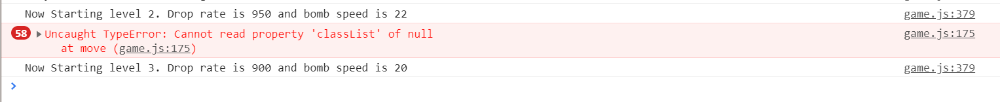 Now Starting level 2. Drop rate is 950 and bomb speed is 22 game.js:379
58 Uncaught TypeError: Cannot read property 'classList' of null game.js:175
at move (game.js:175)
Now Starting level 3. Drop rate is 900 and bomb speed is 20 game.js:379